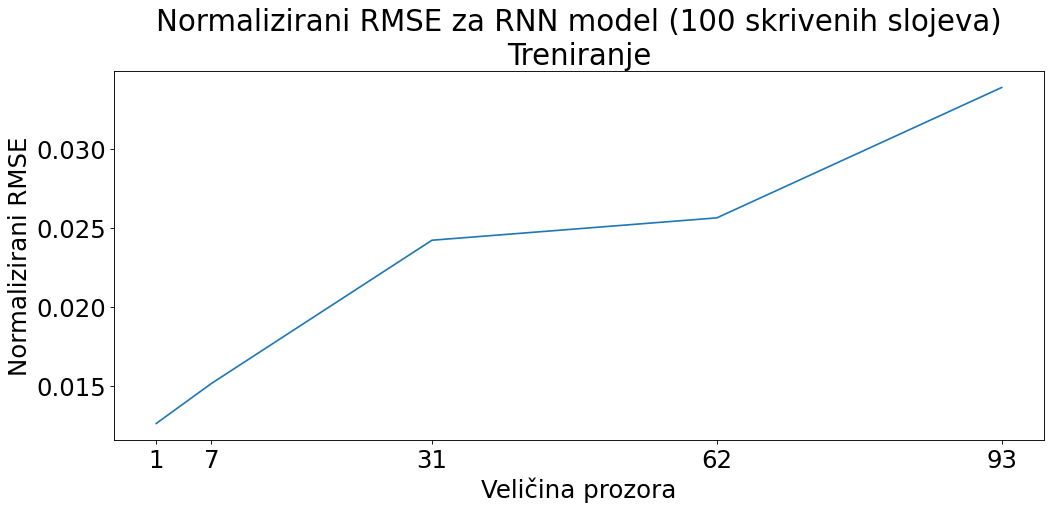 Normalizirani RMSE za RNN model (100 skrivenih slojeva)
Treniranje
Normalizirani RMSE
0.030
0.025
0.020
0.015
1 7 31 62 93
Veličina prozora